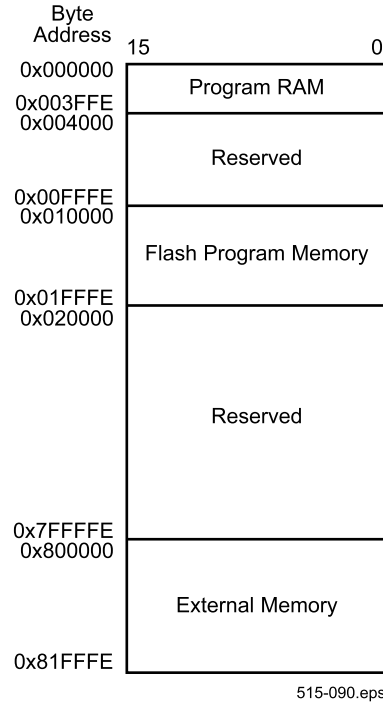 Byte
Address
15 0
0x000000
Program RAM
0x003FFE
0x004000
Reserved
0x00FFFE
0x010000
Flash Program Memory
0x01FFFE
0x020000
Reserved
0x7FFFFE
0x800000
External Memory
0x81FFFE
515-090.eps